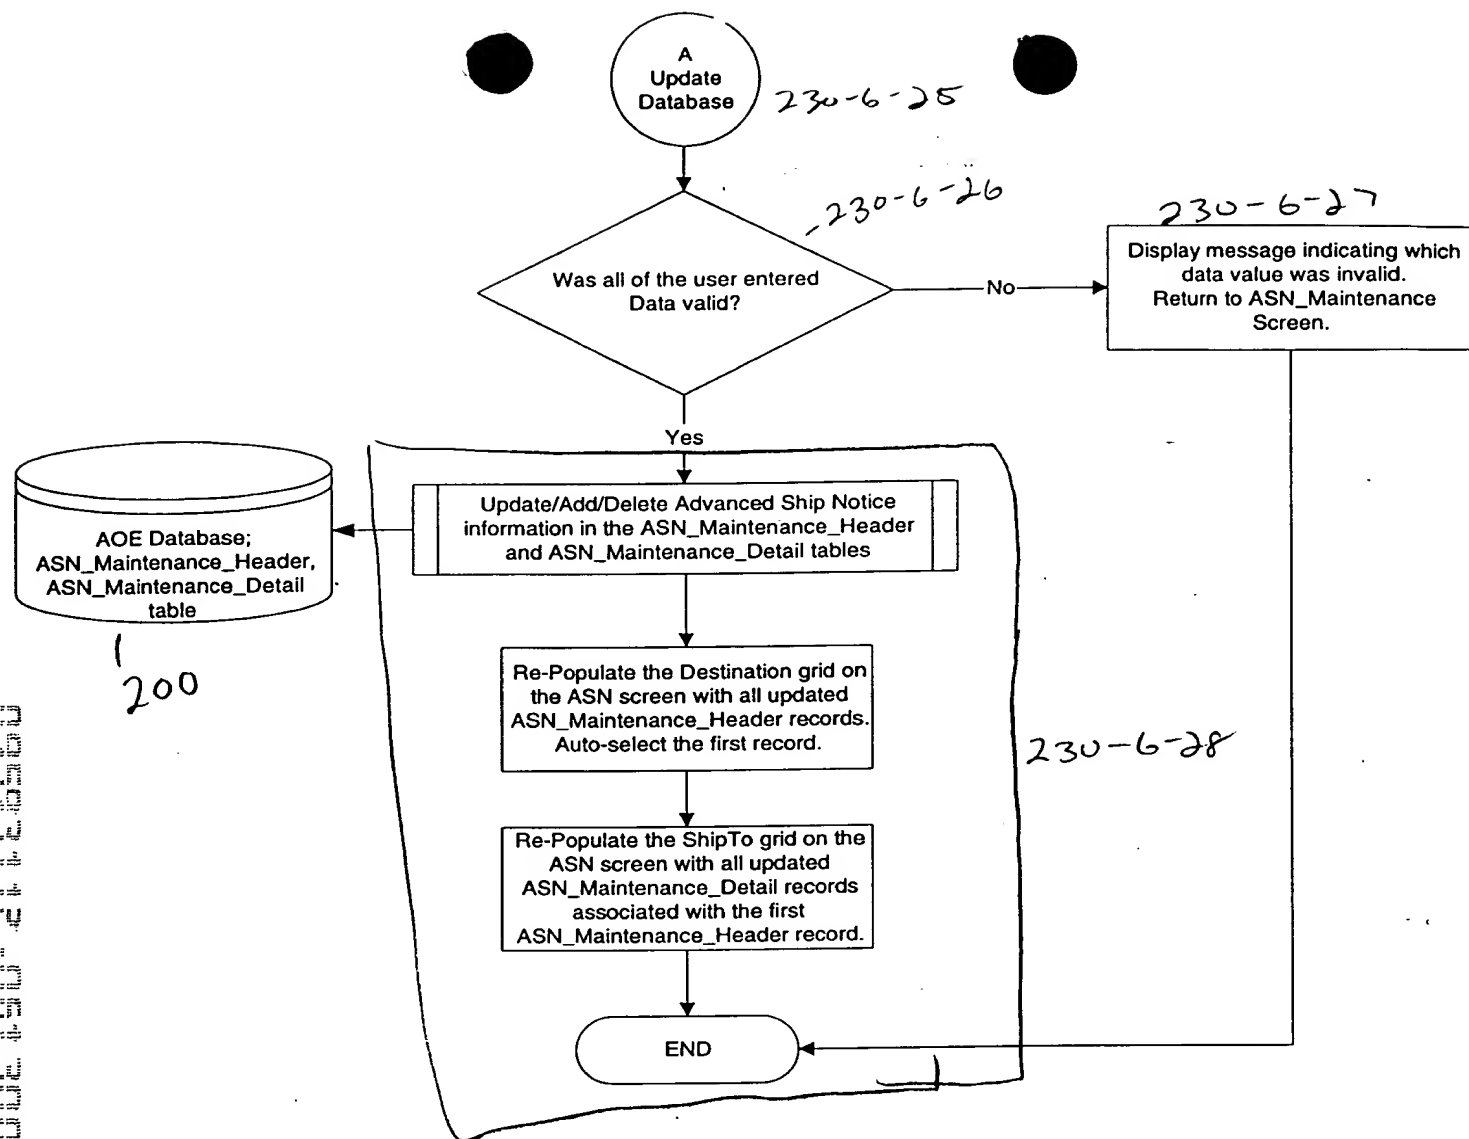 A
Update
Database
230-6-25
230-6-26
Was all of the user entered
Data valid?
No
230-6-27
Display message indicating which
data value was invalid.
Return to ASN_Maintenance
Screen.
Yes
Update/Add/Delete Advanced Ship Notice
information in the ASN_Maintenance_Header
and ASN_Maintenance_Detail tables
AOE Database;
ASN_Maintenance_Header,
ASN_Maintenance_Detail
table
200
Re-Populate the Destination grid on
the ASN screen with all updated
ASN_Maintenance_Header records.
Auto-select the first record.
230-6-28
Re-Populate the ShipTo grid on the
ASN screen with all updated
ASN_Maintenance_Detail records
associated with the first
ASN_Maintenance_Header record.
END